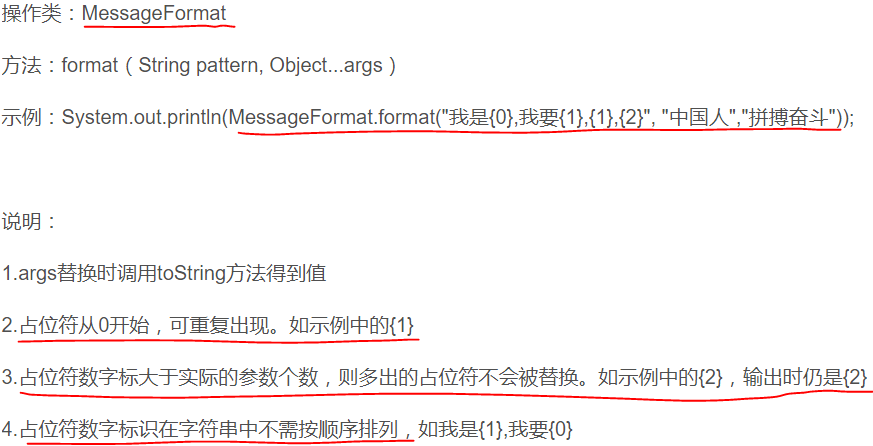 操作类：MessageFormat
方法：format（String pattern, Object...args）
示例：System.out.println(MessageFormat.format("我是{0},我要{1},{1},{2}", "中国人","拼搏奋斗"));
说明：
1.args替换时调用toString方法得到值
2.占位符从0开始，可重复出现。如示例中的{1}
3.占位符数字标大于实际的参数个数，则多出的占位符不会被替换。如示例中的{2}，输出时仍是{2}
4.占位符数字标识在字符串中不需按顺序排列，如我是{1},我要{0}